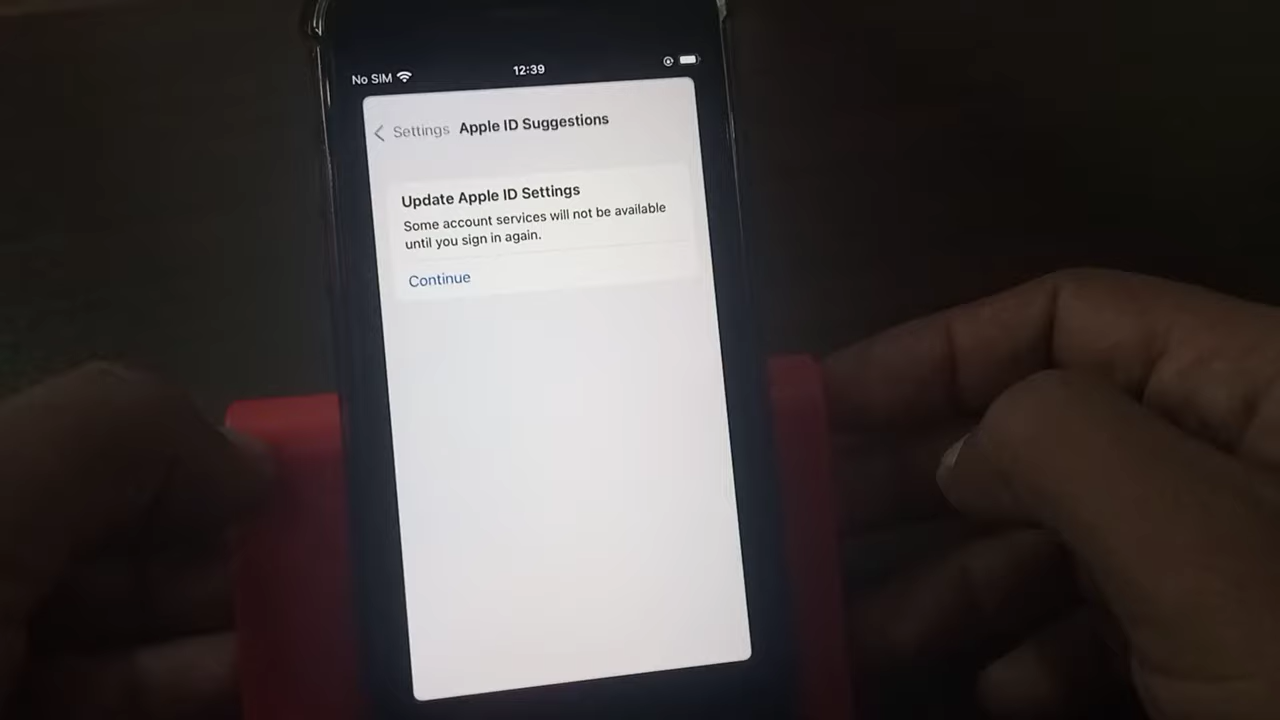 No SIM
12:39
Settings Apple ID Suggestions
Update Apple ID Settings
Some account services will not be available
until you sign in again.
Continue